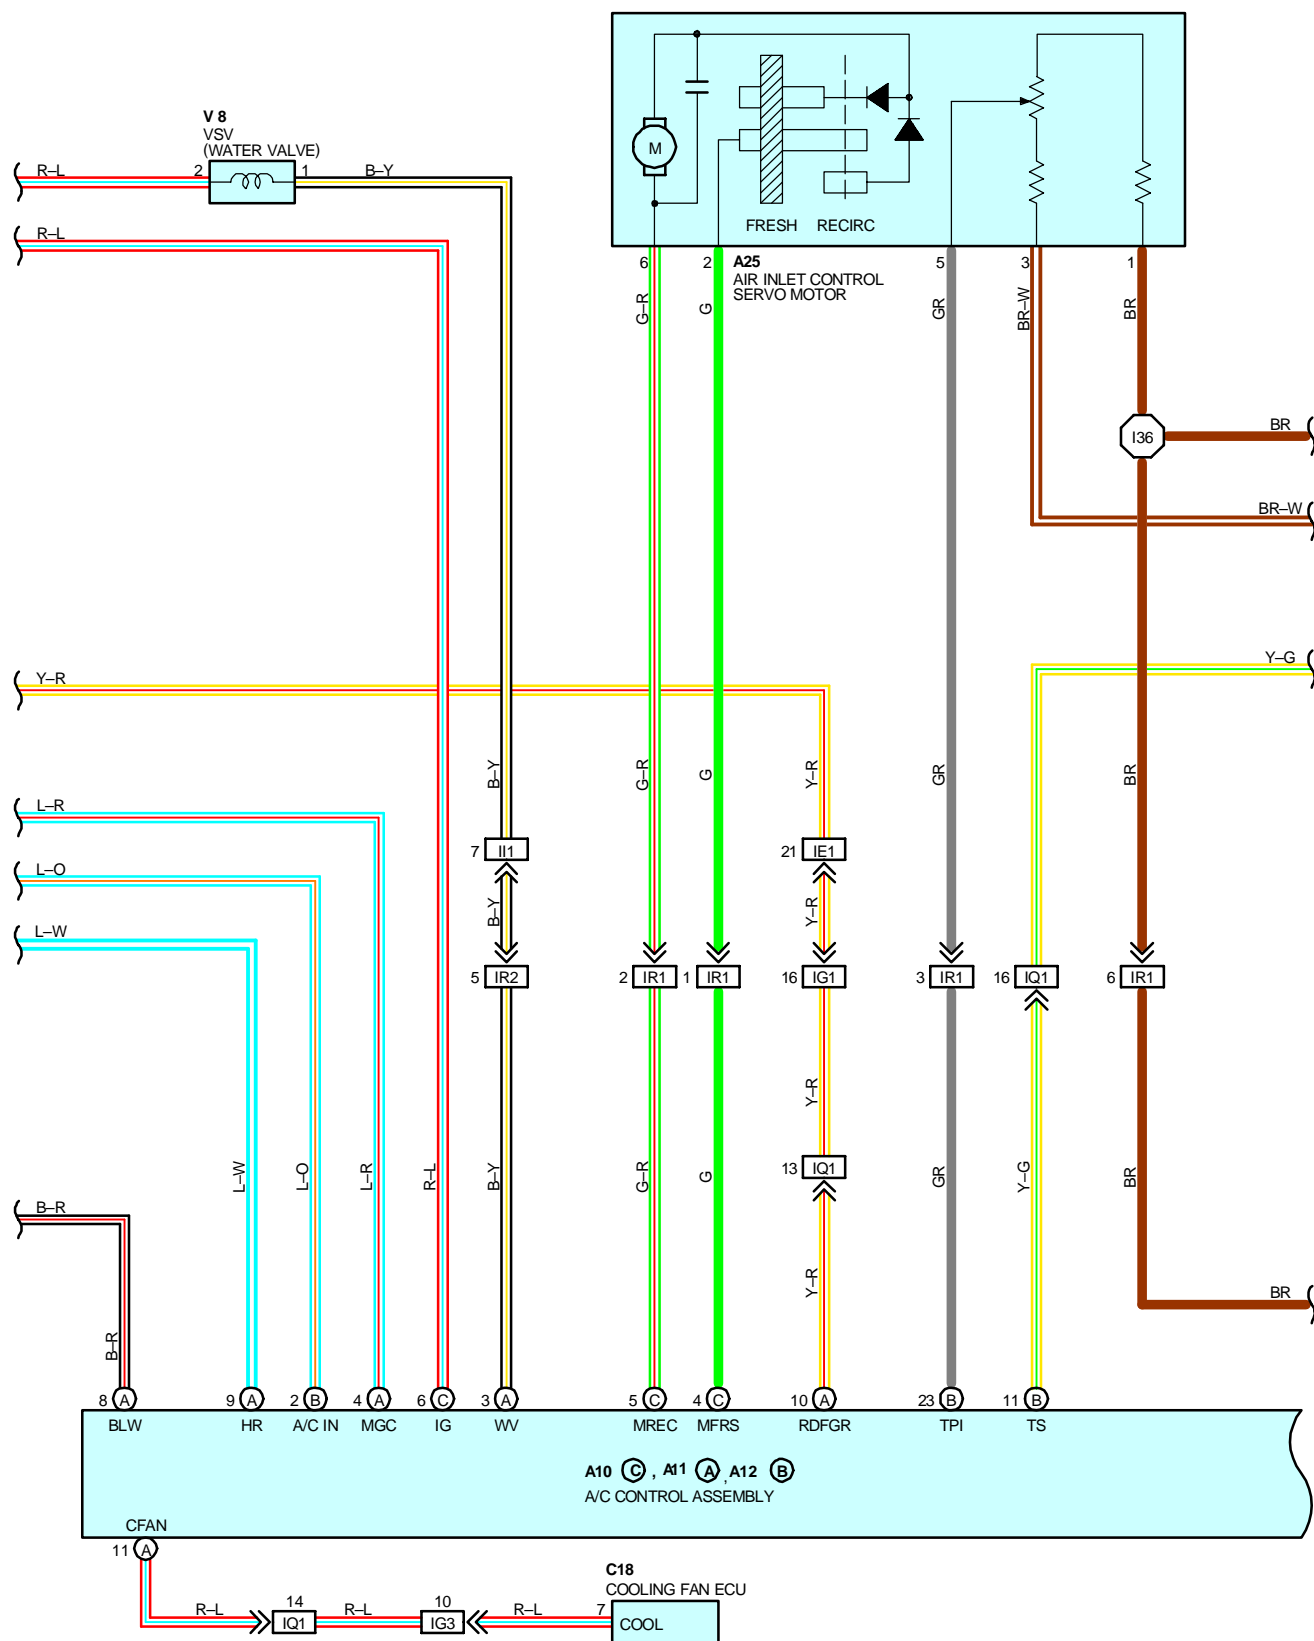 V 8
VSV
(WATER VALVE)
R–L
2
1
B–Y
R–L
M
FRESH
RECIRC
6
2
A25
AIR INLET CONTROL
SERVO MOTOR
5
3
1
G–R
G
GR
BR–W
BR
I36
BR
BR–W
Y–G
Y–R
B–Y
G–R
G
Y–R
GR
BR
L–R
7
II1
21
IE1
L–O
B–Y
Y–R
L–W
5
IR2
2
IR1
1
IR1
16
IG1
3
IR1
16
IQ1
6
IR1
Y–R
13
IQ1
L–W
L–O
L–R
R–L
B–Y
G–R
G
GR
Y–G
BR
B–R
Y–R
BR
B–R
8
A
9
A
2
B
4
A
6
C
3
A
5
C
4
C
10
A
23
B
11
B
BLW
HR
A/C IN
MGC
IG
WV
MREC
MFRS
RDFGR
TPI
TS
A10 C , A11 A , A12 B
A/C CONTROL ASSEMBLY
CFAN
11
A
C18
COOLING FAN ECU
R–L
14
IQ1
R–L
10
IG3
R–L
7
COOL